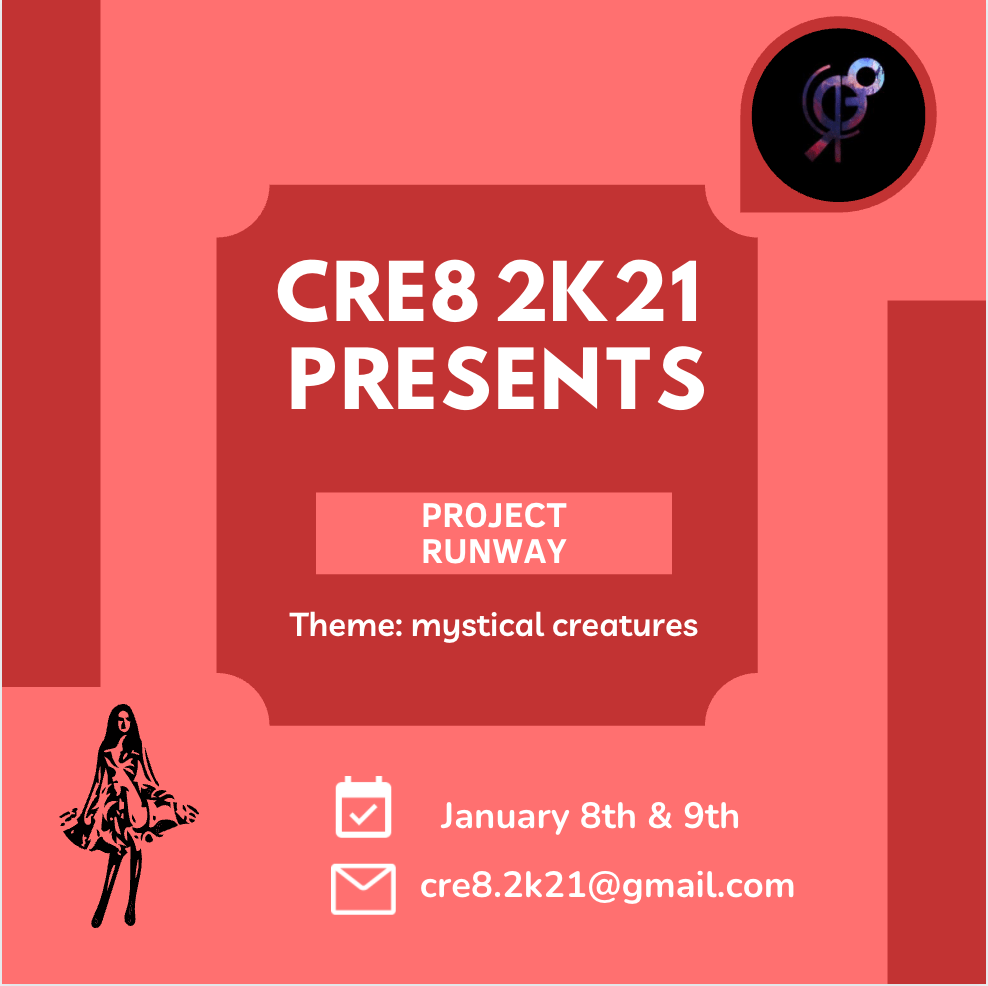 CRE8 2K21
PRESENTS
PROJECT
RUNWAY
Theme: mystical creatures
January 8th & 9th
cre8.2k21@gmail.com